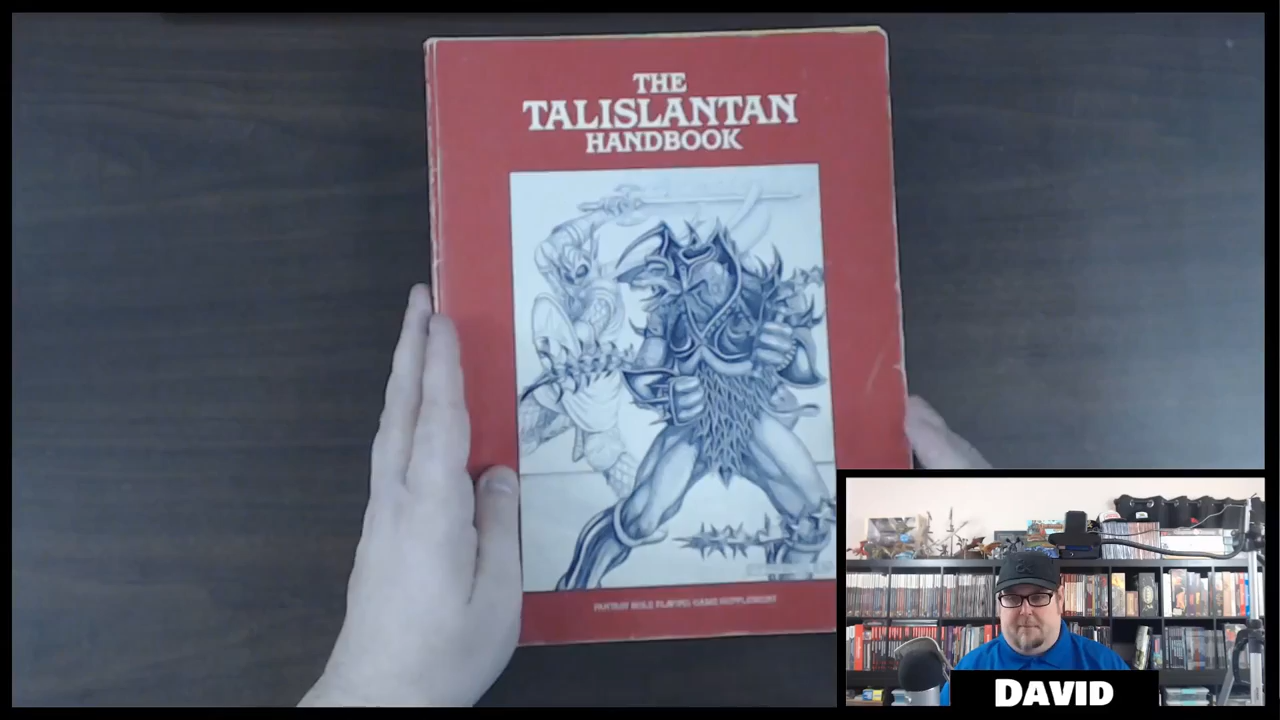 THE
TALISLANTAN
HANDBOOK
FANTASY ROLE PLAYING GAME SUPPLEMENT
DAVID